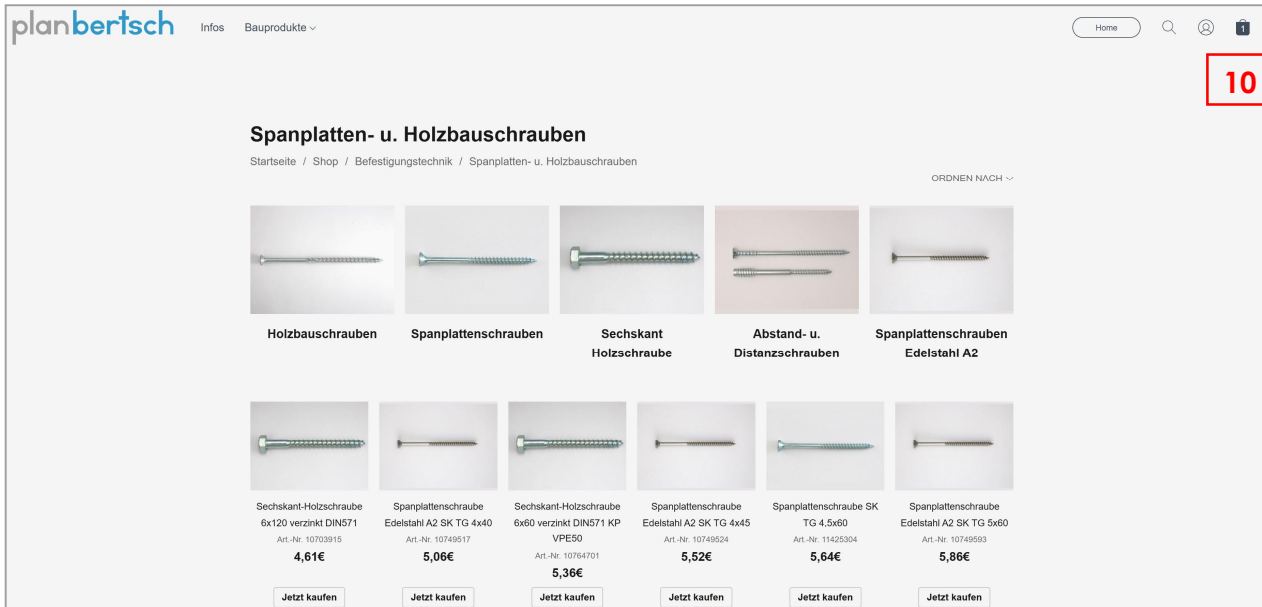 planbertsch Infos Bauprodukte Home 1
10
Spanplatten- u. Holzbauschrauben
Startseite / Shop / Befestigungstechnik / Spanplatten- u. Holzbauschrauben
ORDNEN NACH
Holzbauschrauben
Spanplattenschrauben
Sechskant
Holzschraube
Abstand- u.
Distanzschrauben
Spanplattenschrauben
Edelstahl A2
Sechskant-Holzschraube
6x120 verzinkt DIN571
Art.-Nr. 10703915
4,61€
Jetzt kaufen
Spanplattenschraube
Edelstahl A2 SK TG 4x40
Art.-Nr. 10749517
5,06€
Jetzt kaufen
Sechskant-Holzschraube
6x60 verzinkt DIN571 KP
VPE50
Art.-Nr. 10764701
5,36€
Jetzt kaufen
Spanplattenschraube
Edelstahl A2 SK TG 4x45
Art.-Nr. 10749524
5,52€
Jetzt kaufen
Spanplattenschraube SK
TG 4,5x60
Art.-Nr. 11425304
5,64€
Jetzt kaufen
Spanplattenschraube
Edelstahl A2 SK TG 5x60
Art.-Nr. 10749593
5,86€
Jetzt kaufen